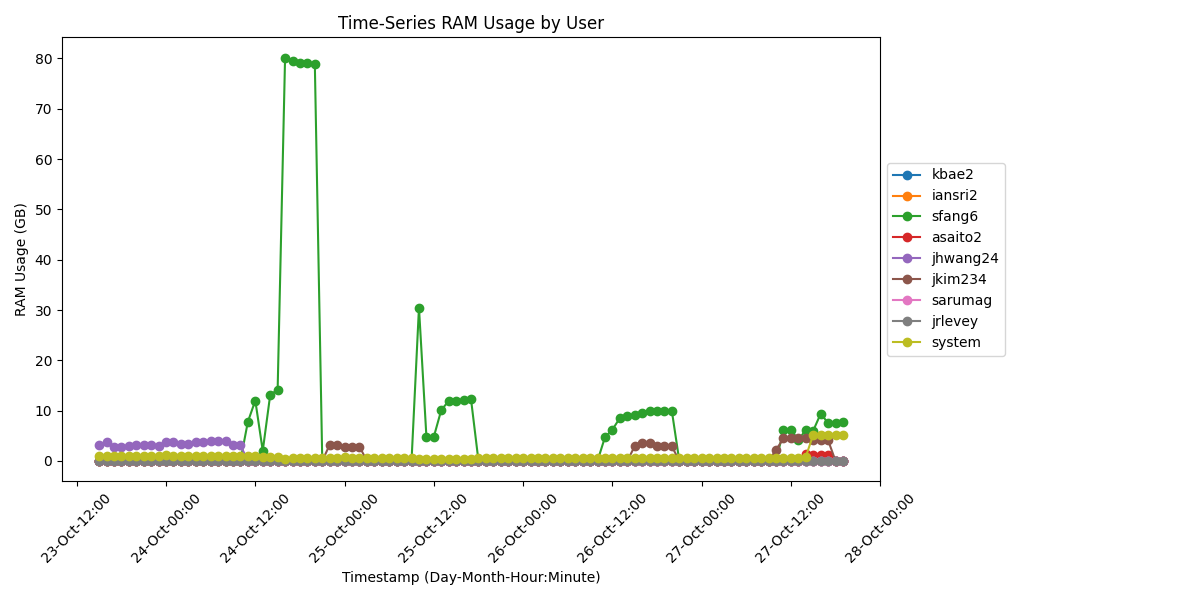 Time-Series RAM Usage by User
RAM Usage (GB)
80
70
60
50
40
30
20
10
0
23-Oct-12:00
24-Oct-00:00
24-Oct-12:00
25-Oct-00:00
25-Oct-12:00
26-Oct-00:00
26-Oct-12:00
27-Oct-00:00
27-Oct-12:00
28-Oct-00:00
Timestamp (Day-Month-Hour:Minute)
kbae2
iansri2
sfang6
asaito2
jhwang24
jkim234
sarumag
jrlevey
system